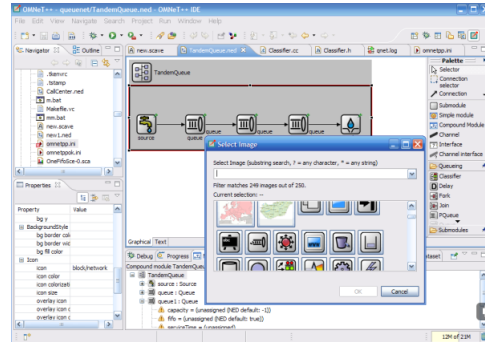 OMNeT++ - queuenet/TandemQueue.ned - OMNeT++ IDE
File Edit View Navigate Search Project Run Window Help
Navigator Outline
new.scave TandemQueue.ned Classifier.cc Classifier.h qnet.log omnetpp.ini
Palette
Selector
Connection selector
Connection
Submodule
Simple module
Compound Module
Channel
Interface
Channel interface
Queueing
Classifier
Delay
Fork
Join
PQueue
Submodules
.tstamp
CallCenter.ned
m.bat
Makefile.vc
mm.bat
new.scave
new1.ned
omnetpp.ini
omnetppk.ini
OneFifoSce-0.sca
TandemQueue
source queue queue queue
Select Image
Select Image (substring search, ? = any character, * = any string)
Filter matches 249 images out of 250.
Current selection: --
OK Cancel
Properties
Property Value
bg y
BackgroundStyle
bg border col
bg border wid
bg fill color
Icon
icon block/network
icon color
icon colorizati
icon size
overlay icon
overlay icon c
overlay icon c
Graphical Text
Debug Progress
Compound module TandemQueue
TandemQueue
source : Source
queue : Queue
queue1 : Queue
capacity = (unassigned (NED default: -1))
fifo = (unassigned (NED default: true))
serviceTime = (unassigned)
12M of 21M